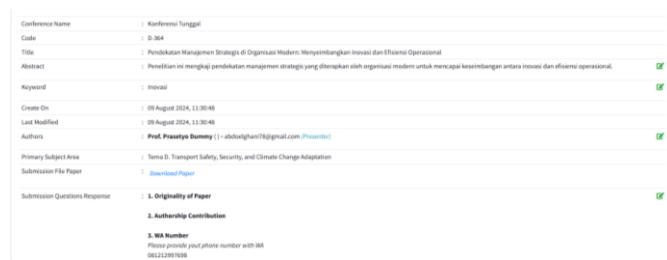 Conference Name : Konferensi Tunggal
Code : D-364
Title : Pendekatan Manajemen Strategis di Organisasi Modern: Menyeimbangkan Inovasi dan Efisiensi Operasional
Abstract : Penelitian ini mengkaji pendekatan manajemen strategis yang diterapkan oleh organisasi modern untuk mencapai keseimbangan antara inovasi dan efisiensi operasional.
Keyword : Inovasi
Create On : 09 August 2024, 11:30:48
Last Modified : 09 August 2024, 11:30:48
Authors : Prof. Prasetyo Dummy ( ) - abdoelghani78@gmail.com (Presenter)
Primary Subject Area : Tema D. Transport Safety, Security, and Climate Change Adaptation
Submission File Paper : Download Paper
Submission Questions Response : 1. Originality of Paper
2. Authorship Contribution
3. WA Number
Please provide yout phone number with WA
081212997698